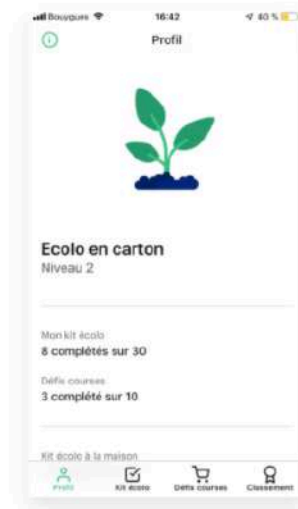 Bouygues 16:42 40 %
Profil
Ecolo en carton
Niveau 2
Mon kit écolo
8 complétés sur 30
Défis courses
3 complété sur 10
Kit écolo à la maison
Profil Kit écolo Défis courses Classement